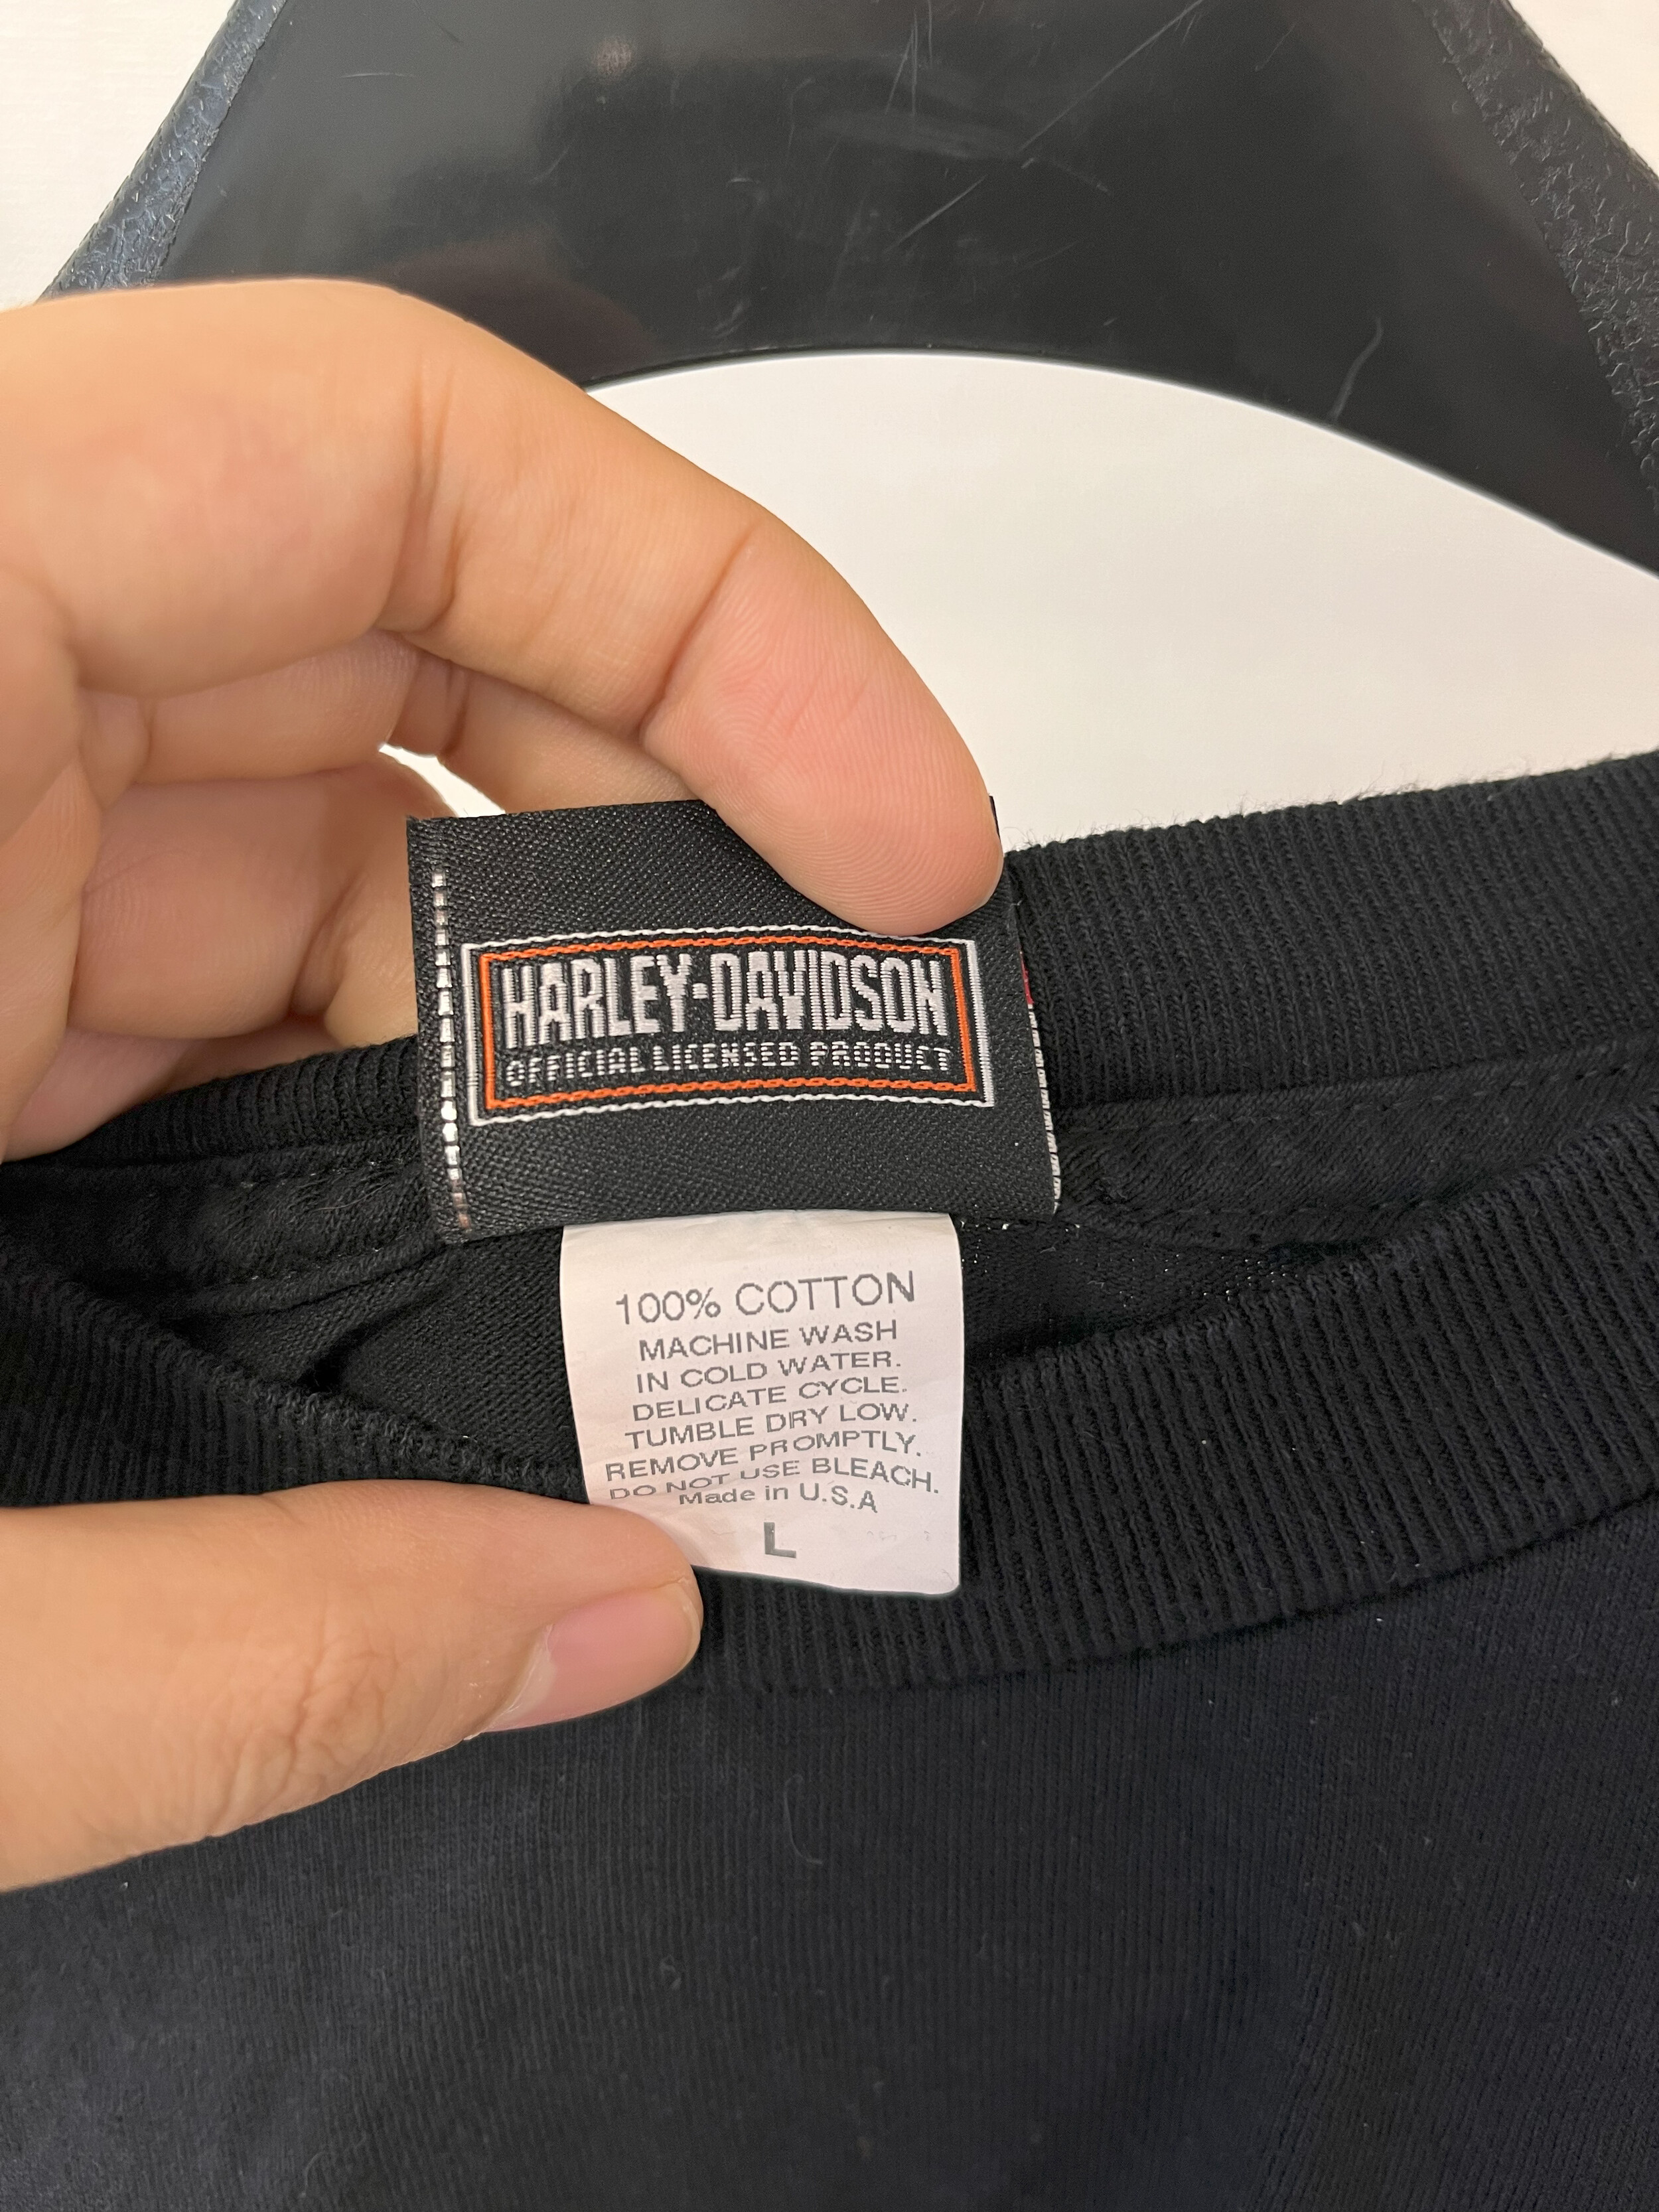 HARLEY-DAVIDSON
OFFICIAL LICENSED PRODUCT
100% COTTON
MACHINE WASH
IN COLD WATER.
DELICATE CYCLE.
TUMBLE DRY LOW.
REMOVE PROMPTLY.
DO NOT USE BLEACH.
Made in U.S.A
L